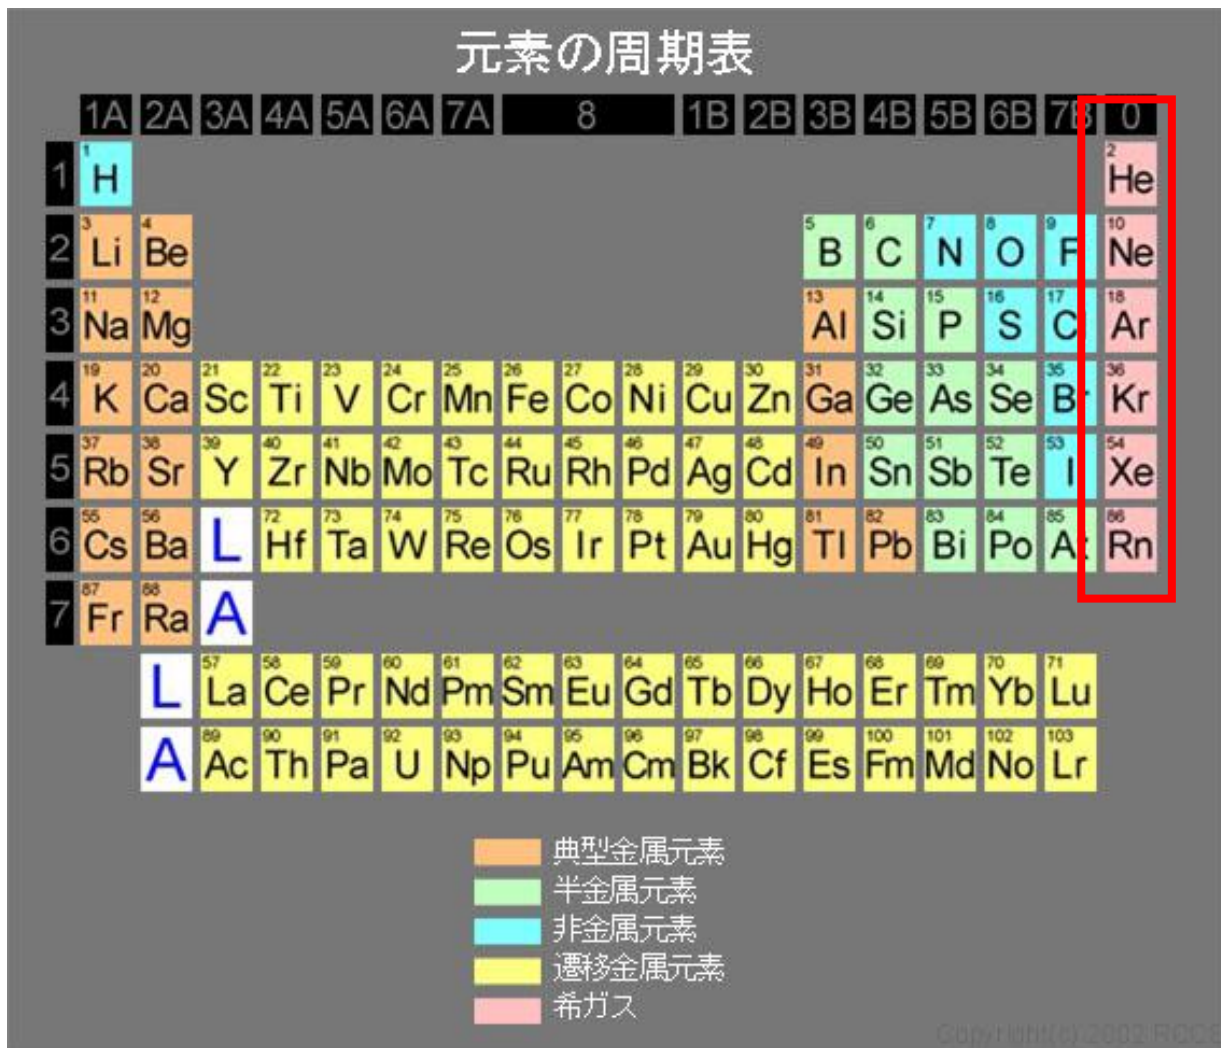 元素の周期表
1A 2A 3A 4A 5A 6A 7A 8 1B 2B 3B 4B 5B 6B 7B 0
1 1 H 2 He
2 3 Li 4 Be 5 B 6 C 7 N 8 O 9 F 10 Ne
3 11 Na 12 Mg 13 Al 14 Si 15 P 16 S 17 Cl 18 Ar
4 19 K 20 Ca 21 Sc 22 Ti 23 V 24 Cr 25 Mn 26 Fe 27 Co 28 Ni 29 Cu 30 Zn 31 Ga 32 Ge 33 As 34 Se 35 Br 36 Kr
5 37 Rb 38 Sr 39 Y 40 Zr 41 Nb 42 Mo 43 Tc 44 Ru 45 Rh 46 Pd 47 Ag 48 Cd 49 In 50 Sn 51 Sb 52 Te 53 I 54 Xe
6 55 Cs 56 Ba L 72 Hf 73 Ta 74 W 75 Re 76 Os 77 Ir 78 Pt 79 Au 80 Hg 81 Tl 82 Pb 83 Bi 84 Po 85 At 86 Rn
7 87 Fr 88 Ra A
L 57 La 58 Ce 59 Pr 60 Nd 61 Pm 62 Sm 63 Eu 64 Gd 65 Tb 66 Dy 67 Ho 68 Er 69 Tm 70 Yb 71 Lu
A 89 Ac 90 Th 91 Pa 92 U 93 Np 94 Pu 95 Am 96 Cm 97 Bk 98 Cf 99 Es 100 Fm 101 Md 102 No 103 Lr
典型金属元素
半金属元素
非金属元素
遷移金属元素
希ガス
Copyright(c) 2002 RCCS